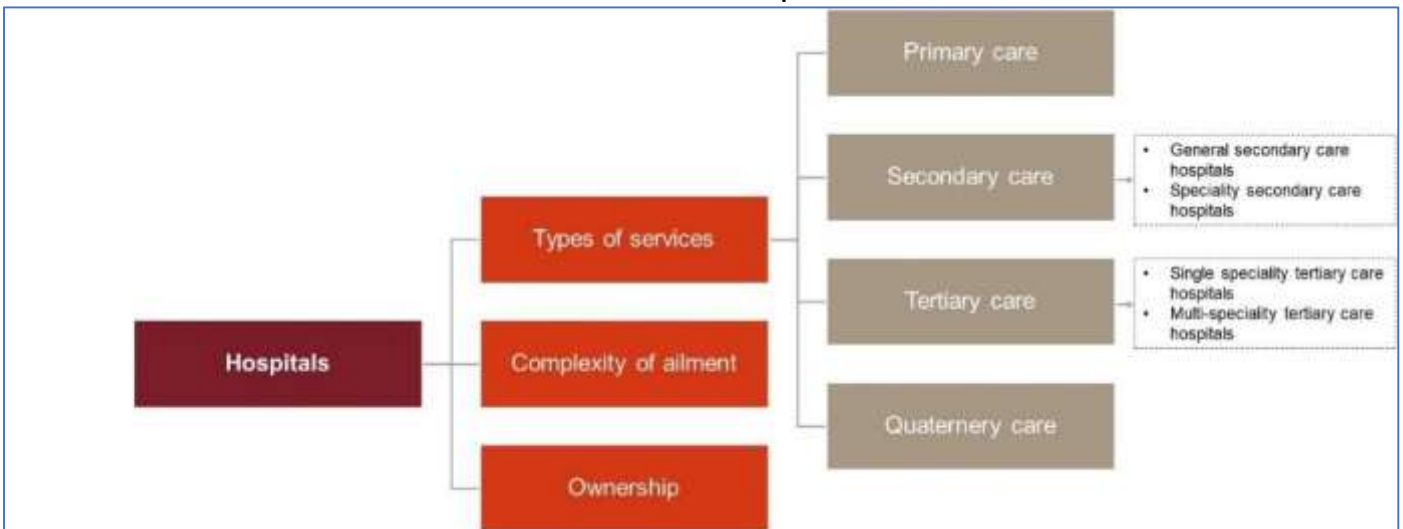 Primary care
Secondary care
• General secondary care
hospitals
• Speciality secondary care
hospitals
Types of services
Tertiary care
• Single speciality tertiary care
hospitals
• Multi-speciality tertiary care
hospitals
Hospitals
Complexity of ailment
Quaternery care
Ownership